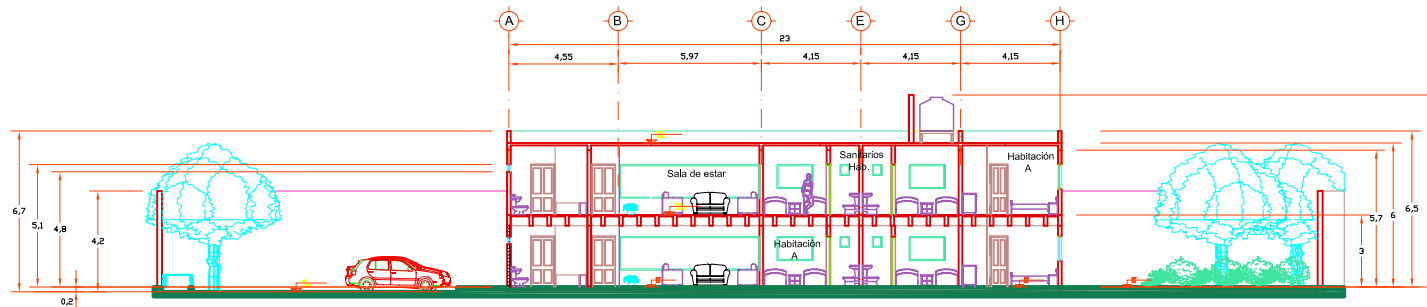 A B C E G H
23
4,55 5,97 4,15 4,15 4,15
Sala de estar
Sanitarios
Hab.
Habitación
A
Habitación
A
6,7
5,1
4,8
4,2
0,2
3
5,7
6
6,5